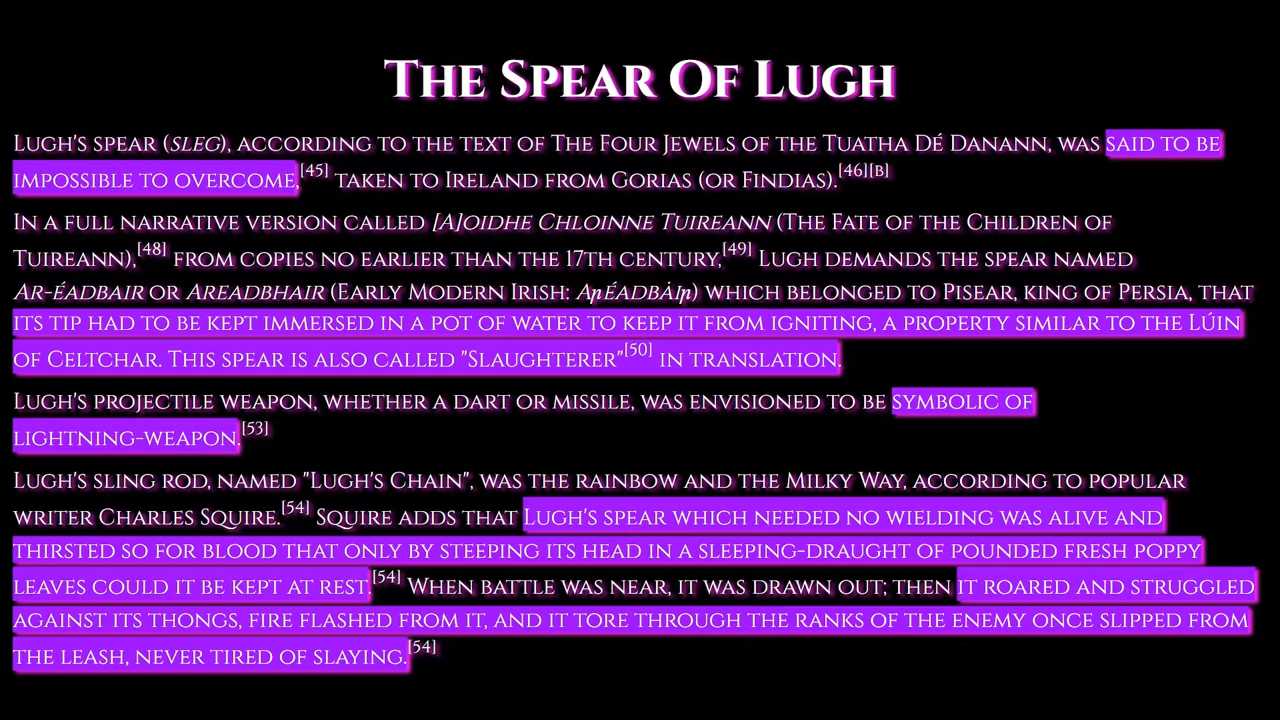 The Spear Of Lugh
Lugh's spear (sleg), according to the text of The Four Jewels of the Tuatha Dé Danann, was said to be
impossible to overcome,[45] taken to Ireland from Gorias (or Findias).[46][B]
In a full narrative version called [A]oidhe Chloinne Tuireann (The Fate of the Children of
Tuireann),[48] from copies no earlier than the 17th century,[49] Lugh demands the spear named
Ar-éadbair or Areadbhair (Early Modern Irish: Aꞃéadbaiꞃ) which belonged to Pisear, king of Persia, that
its tip had to be kept immersed in a pot of water to keep it from igniting, a property similar to the Lúin
of Celtchar. This spear is also called "Slaughterer"[50] in translation.
Lugh's projectile weapon, whether a dart or missile, was envisioned to be symbolic of
lightning-weapon.[53]
Lugh's sling rod, named "Lugh's Chain", was the rainbow and the Milky Way, according to popular
writer Charles Squire.[54] Squire adds that Lugh's spear which needed no wielding was alive and
thirsted so for blood that only by steeping its head in a sleeping-draught of pounded fresh poppy
leaves could it be kept at rest.[54] When battle was near, it was drawn out; then it roared and struggled
against its thongs, fire flashed from it, and it tore through the ranks of the enemy once slipped from
the leash, never tired of slaying.[54]